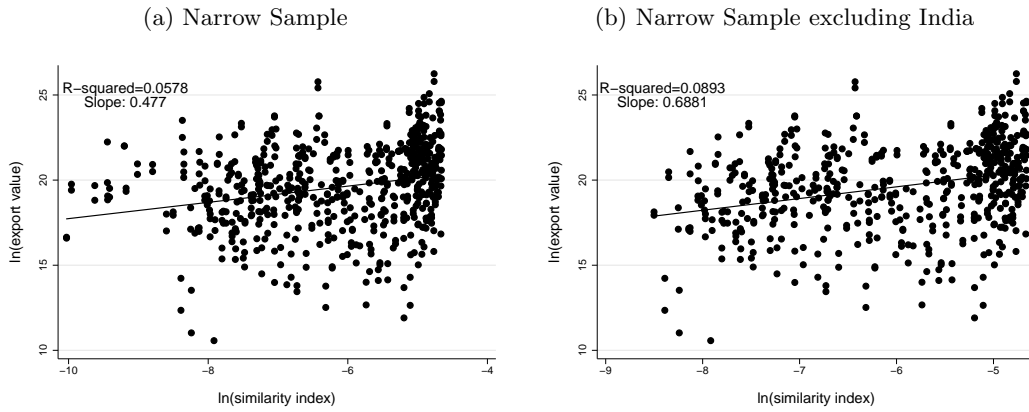 (a) Narrow Sample
R−squared=0.0578
Slope: 0.477
ln(export value)
25
20
15
10
−10
−8
−6
−4
ln(similarity index)
(b) Narrow Sample excluding India
R−squared=0.0893
Slope: 0.6881
ln(export value)
25
20
15
10
−9
−8
−7
−6
−5
ln(similarity index)